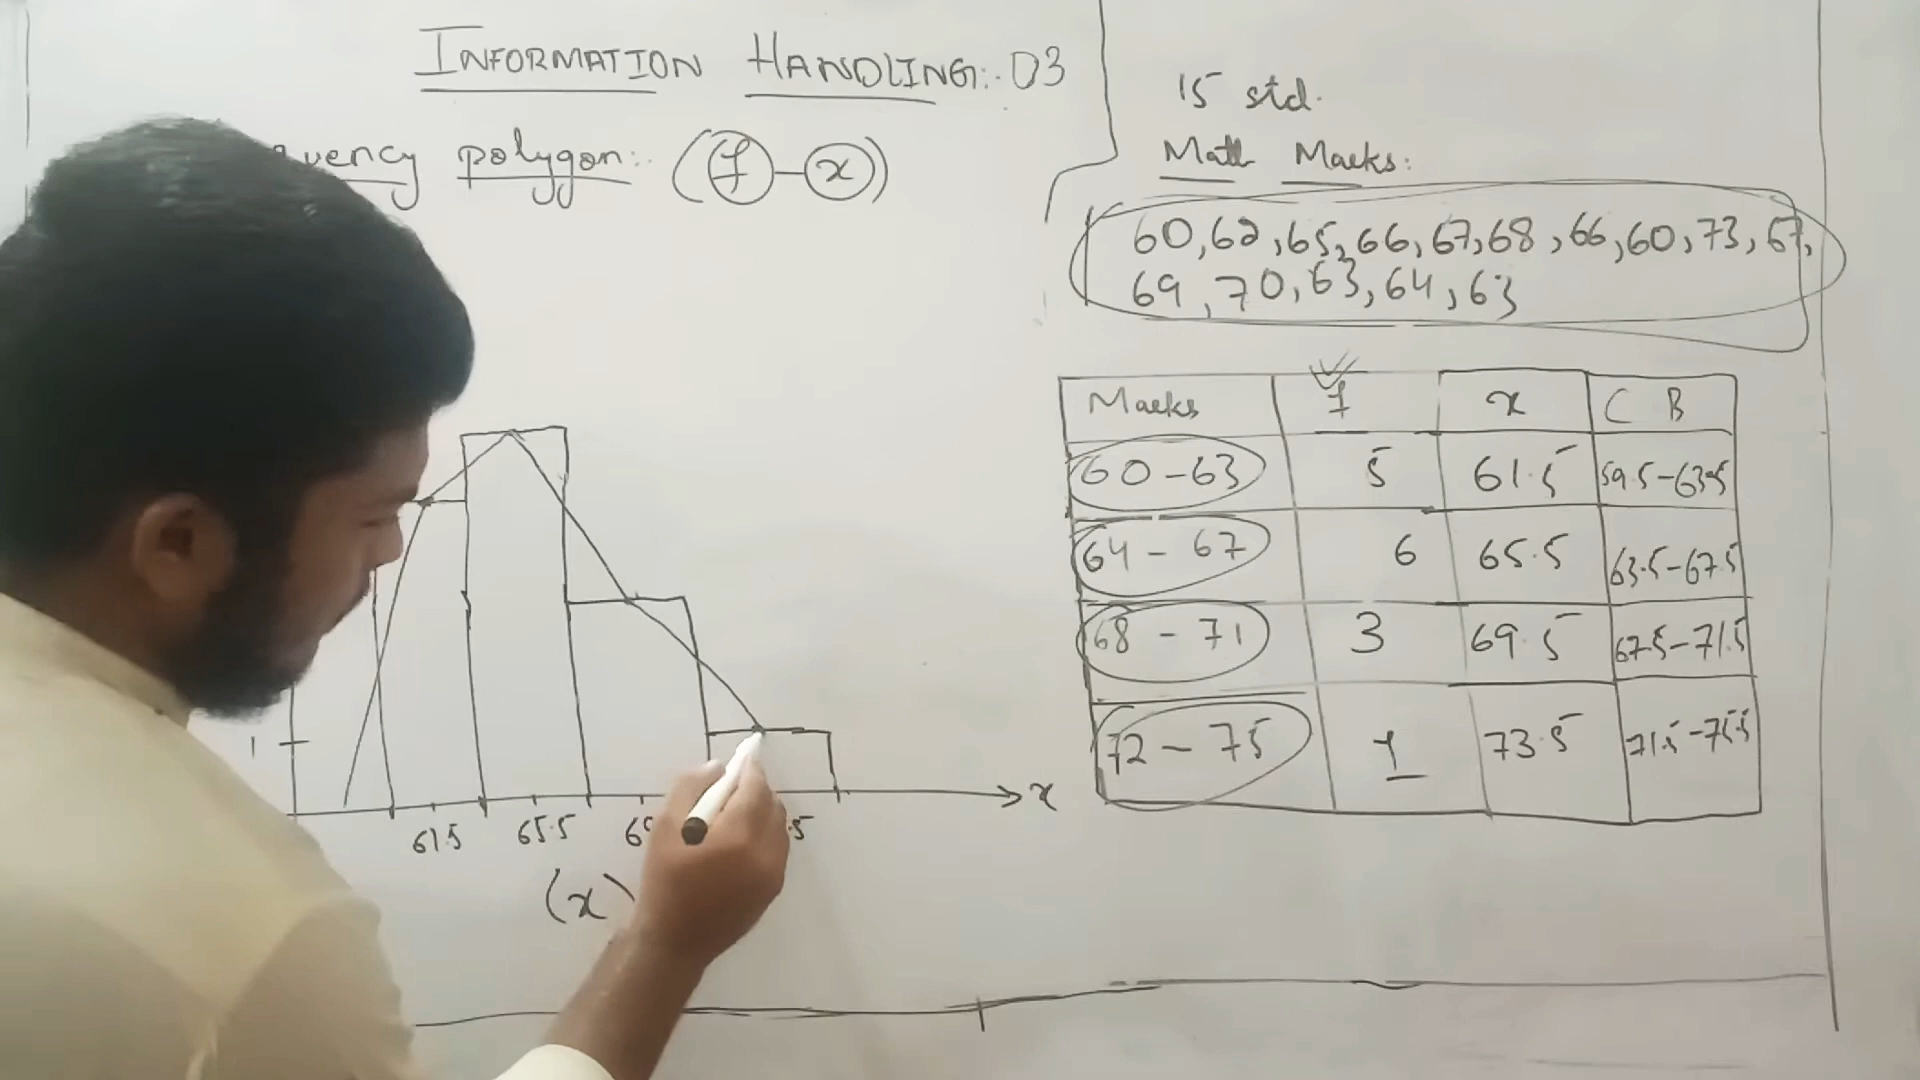 INFORMATION HANDLING:. 03
polygon:. (f - x)
15 std.
Math Marks:
60, 62, 65, 66, 67, 68, 66, 60, 73, 67,
69, 70, 63, 64, 63
Marks f x C B
60-63 5 61.5 59.5-63.5
64 - 67 6 65.5 63.5-67.5
68 - 71 3 69.5 67.5-71.5
72 - 75 1 73.5 71.5-75.5
1
x
61.5 65.5
(x)